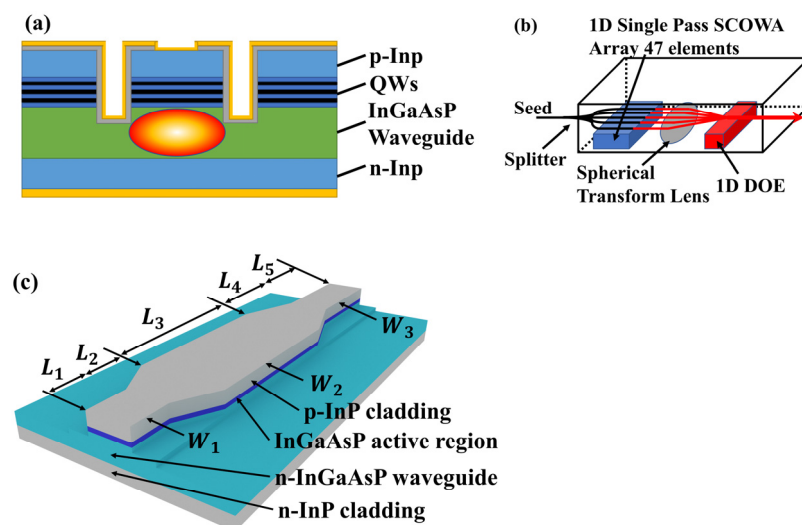 (a)
p-Inp
QWs
InGaAsP
Waveguide
n-Inp
(b)
1D Single Pass SCOWA
Array 47 elements
Seed
Splitter
Spherical
Transform Lens
1D DOE
(c)
L₁
L₂
L₃
L₄
L₅
W₃
W₂
p-InP cladding
W₁
InGaAsP active region
n-InGaAsP waveguide
n-InP cladding